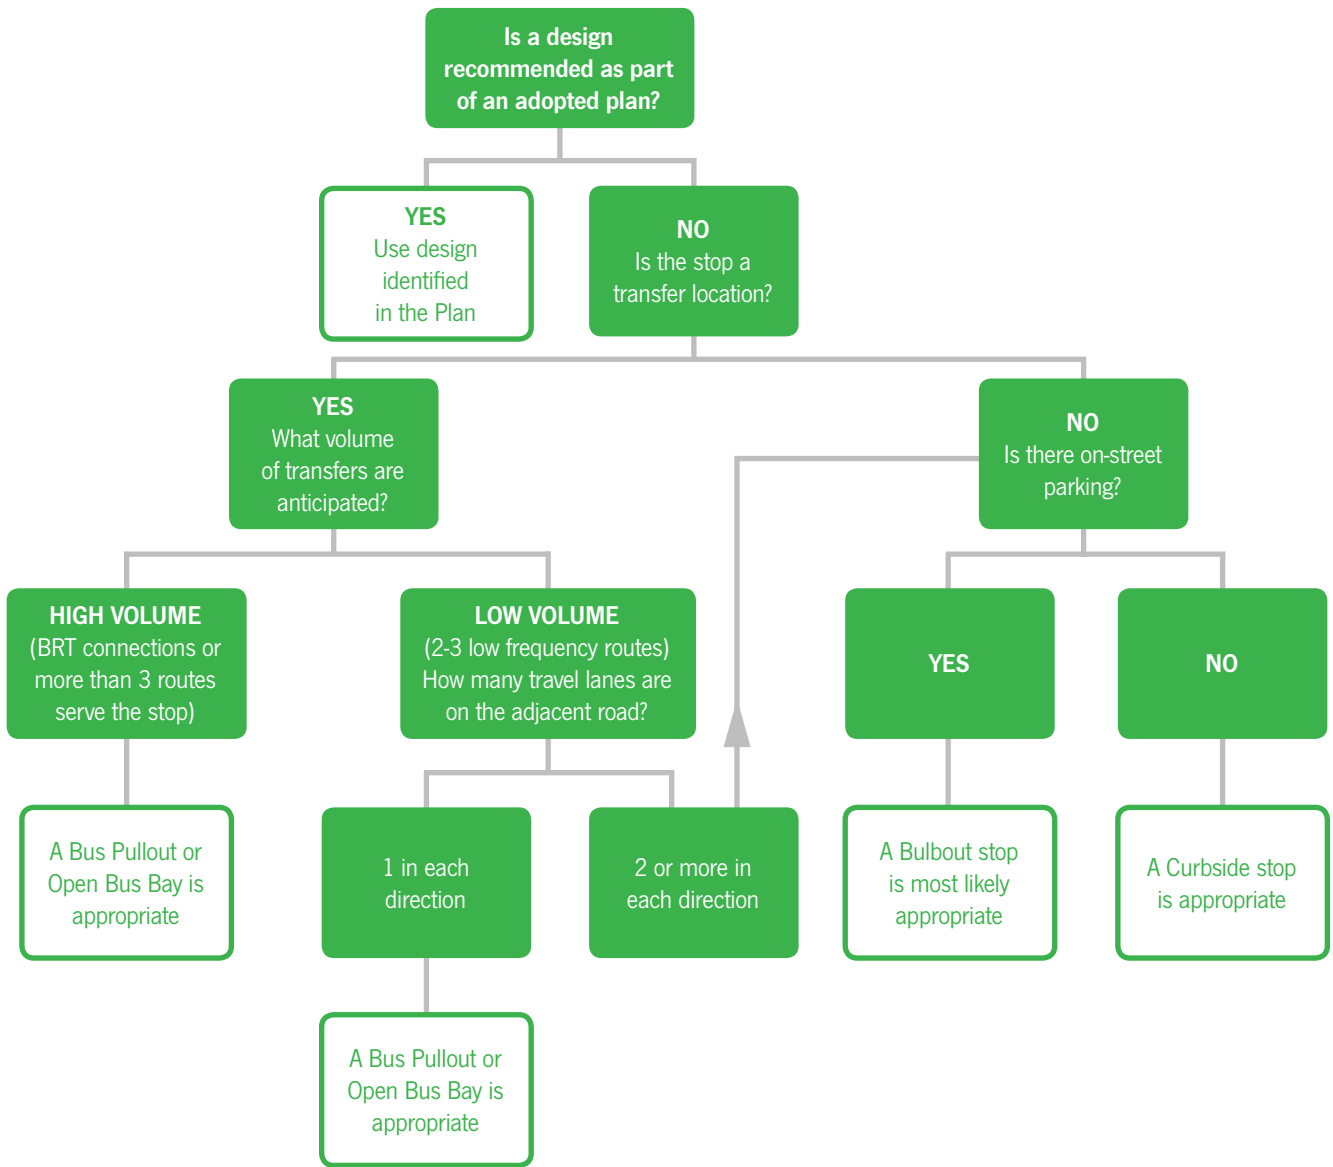 Is a design
recommended as part
of an adopted plan?
YES
Use design
identified
in the Plan
NO
Is the stop a
transfer location?
YES
What volume
of transfers are
anticipated?
NO
Is there on-street
parking?
HIGH VOLUME
(BRT connections or
more than 3 routes
serve the stop)
LOW VOLUME
(2-3 low frequency routes)
How many travel lanes are
on the adjacent road?
YES
NO
A Bus Pullout or
Open Bus Bay is
appropriate
1 in each
direction
2 or more in
each direction
A Bulbout stop
is most likely
appropriate
A Curbside stop
is appropriate
A Bus Pullout or
Open Bus Bay is
appropriate